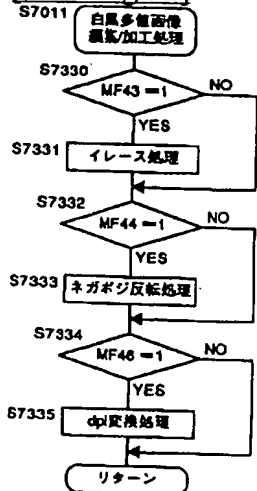 S7011
白黒多値画像
編集/加工処理
S7330
MF43=1
NO
YES
S7331
イレース処理
S7332
MF44=1
NO
YES
S7333
ネガポジ反転処理
S7334
MF46=1
NO
YES
S7335
dpi変換処理
リターン